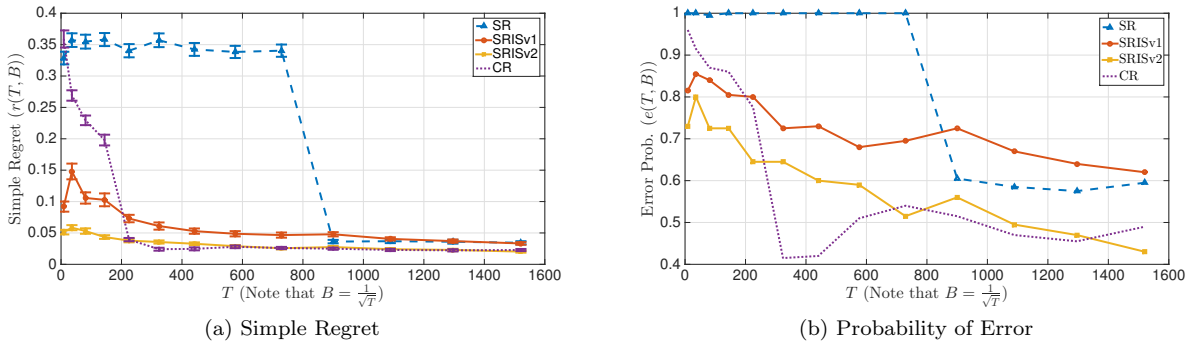 Simple Regret (r(T, B))
0.4
0.35
0.3
0.25
0.2
0.15
0.1
0.05
0
0 200 400 600 800 1000 1200 1400 1600
T (Note that B = 1/√T)
SR
SRISv1
SRISv2
CR
(a) Simple Regret
Error Prob. (e(T, B))
1
0.9
0.8
0.7
0.6
0.5
0.4
0 200 400 600 800 1000 1200 1400 1600
T (Note that B = 1/√T)
SR
SRISv1
SRISv2
CR
(b) Probability of Error